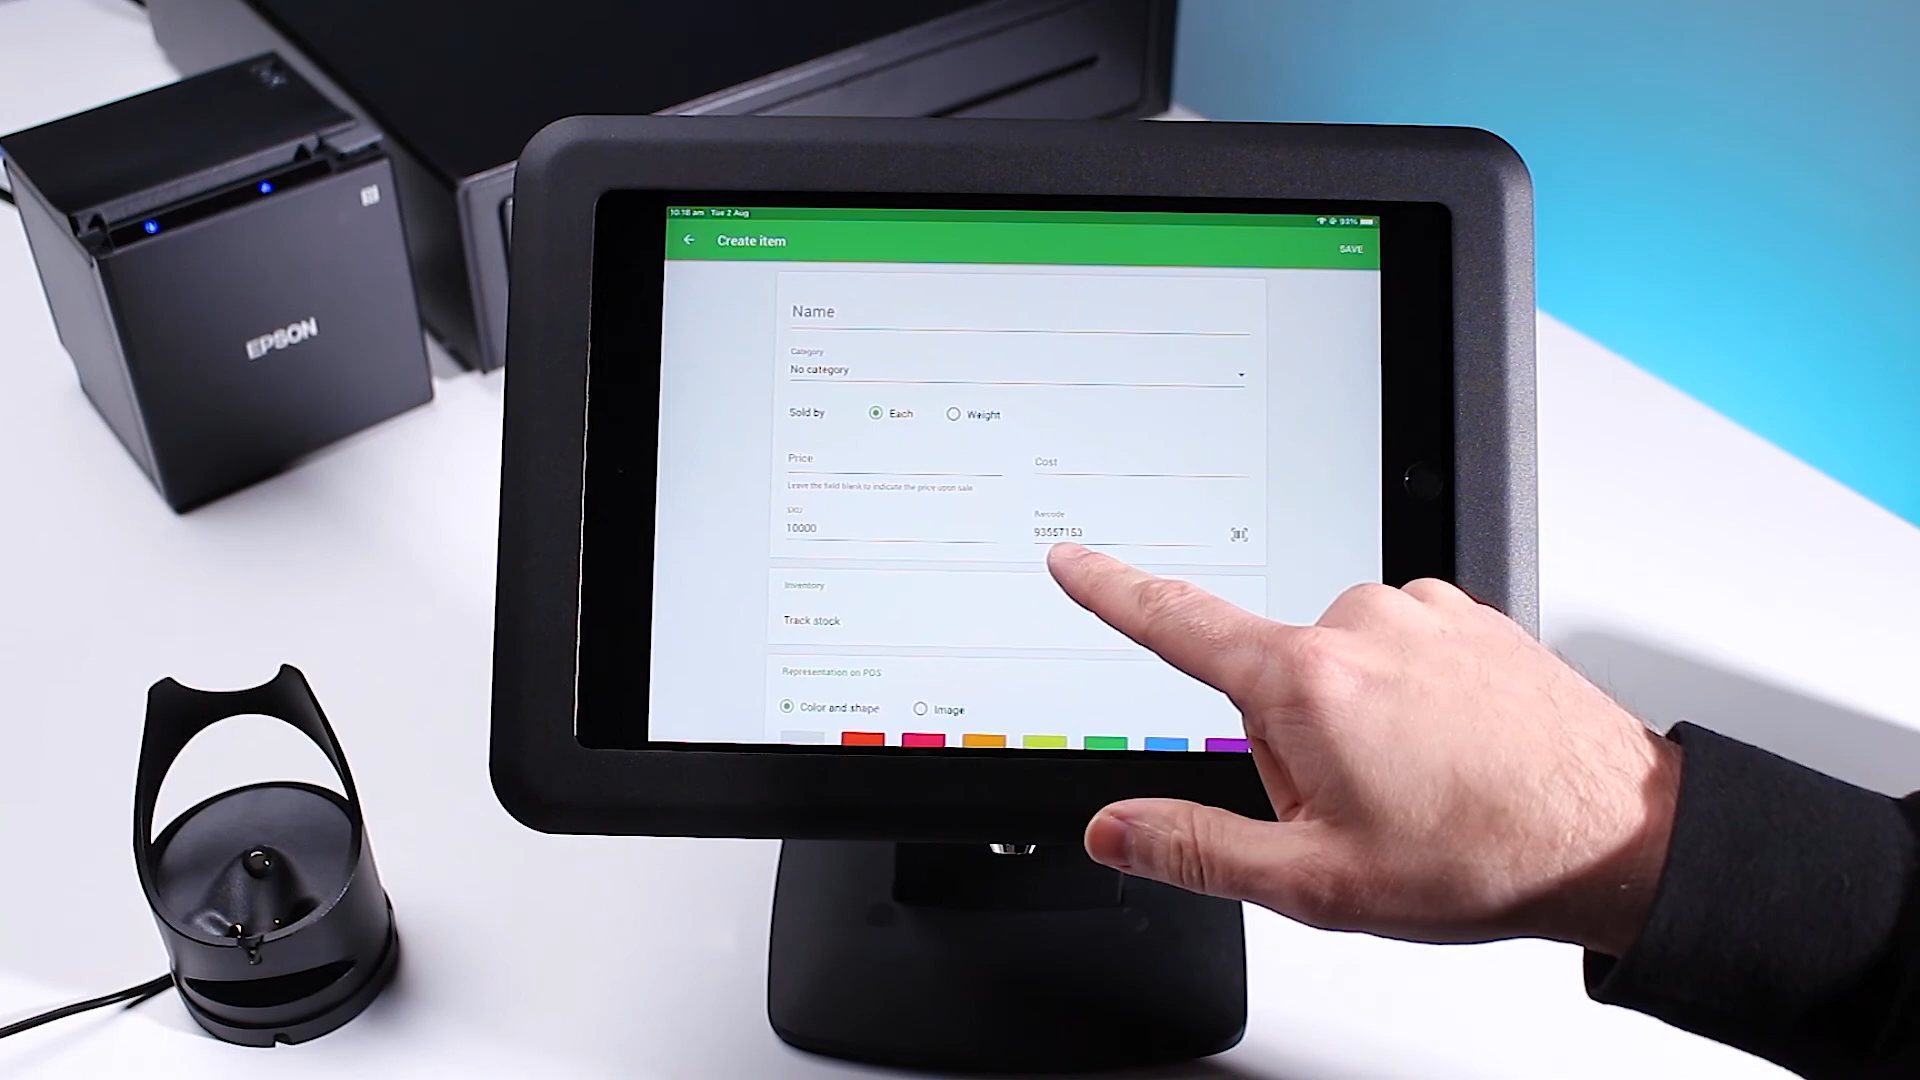 EPSON
10:18 am Tue 2 Aug
93%
Create item
SAVE
Name
Category
No category
Sold by
Each
Weight
Price
Cost
Leave the field blank to indicate the price upon sale
SKU
10000
Barcode
93557153
Inventory
Track stock
Representation on POS
Color and shape
Image